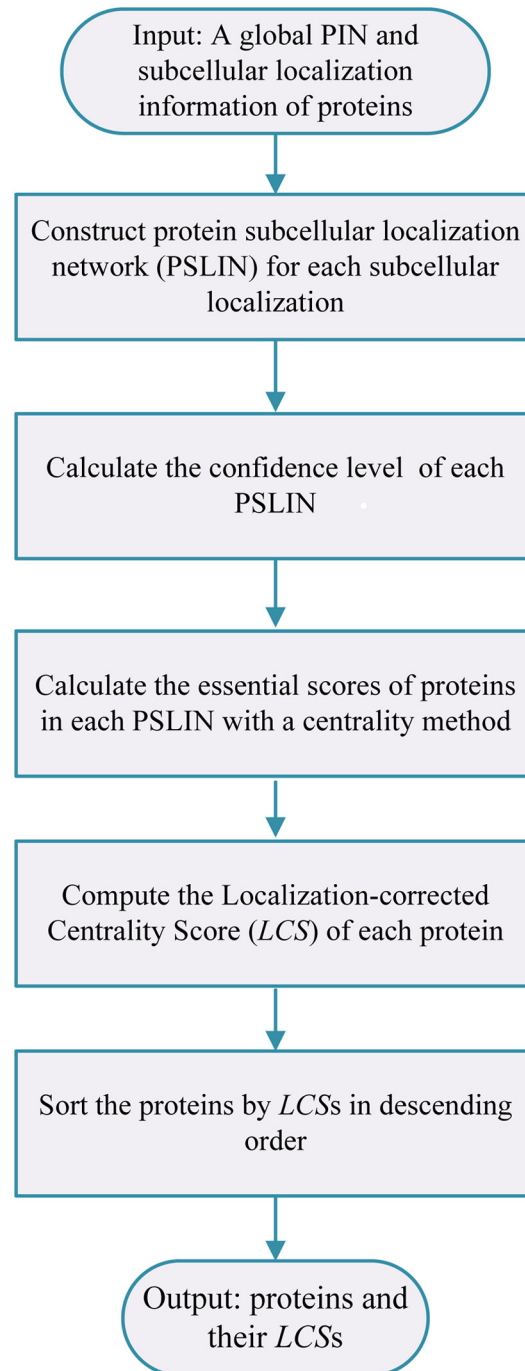 Input: A global PIN and
subcellular localization
information of proteins
Construct protein subcellular localization
network (PSLIN) for each subcellular
localization
Calculate the confidence level of each
PSLIN
Calculate the essential scores of proteins
in each PSLIN with a centrality method
Compute the Localization-corrected
Centrality Score (LCS) of each protein
Sort the proteins by LCSs in descending
order
Output: proteins and
their LCSs